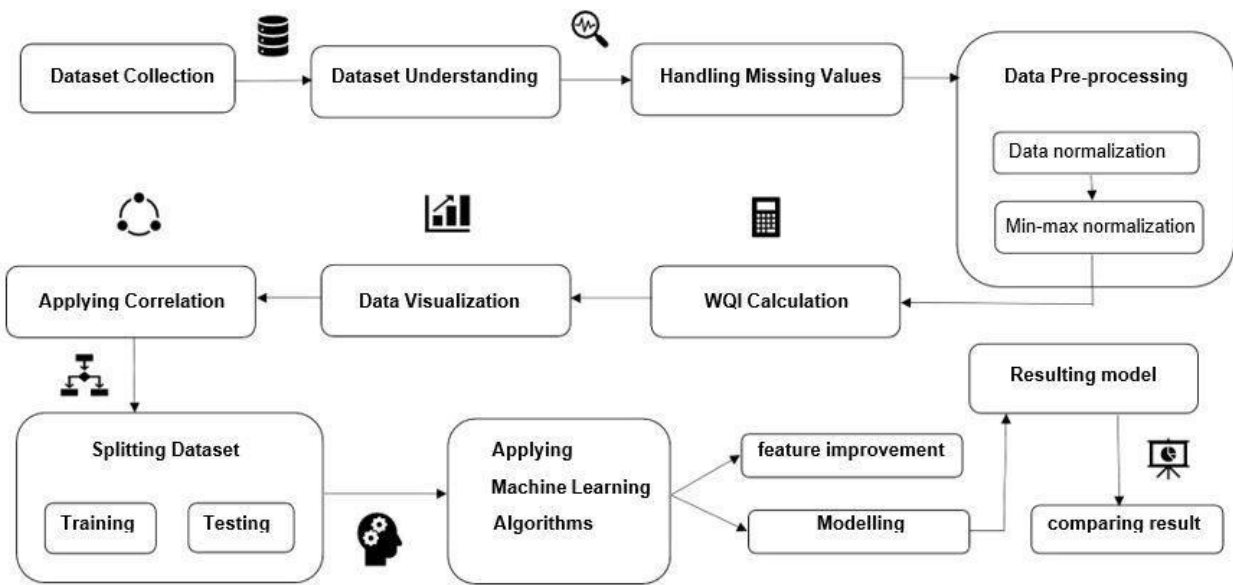 Dataset Collection
Dataset Understanding
Handling Missing Values
Data Pre-processing
Data normalization
Min-max normalization
WQI Calculation
Data Visualization
Applying Correlation
Splitting Dataset
Training
Testing
Applying
Machine Learning
Algorithms
feature improvement
Modelling
Resulting model
comparing result